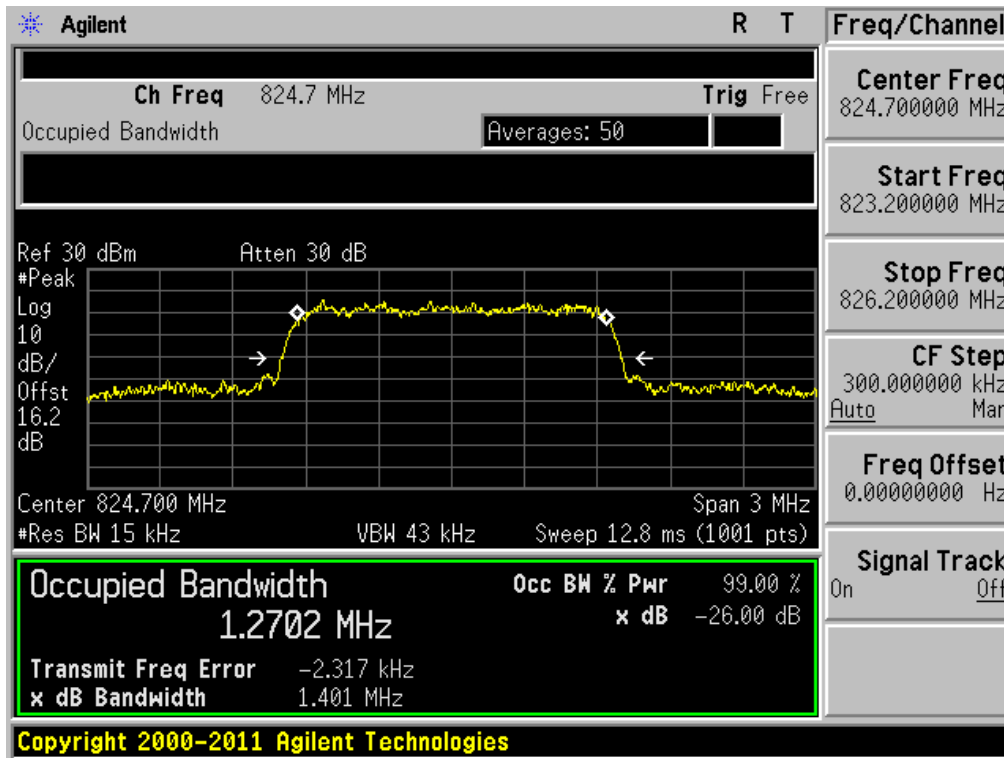 Agilent R T
Ch Freq 824.7 MHz Trig Free
Occupied Bandwidth Averages: 50
Ref 30 dBm Atten 30 dB
#Peak
Log
10
dB/
Offst
16.2
dB
Center 824.700 MHz Span 3 MHz
#Res BW 15 kHz VBW 43 kHz Sweep 12.8 ms (1001 pts)
Occupied Bandwidth Occ BW % Pwr 99.00 %
1.2702 MHz x dB -26.00 dB
Transmit Freq Error -2.317 kHz
x dB Bandwidth 1.401 MHz
Copyright 2000-2011 Agilent Technologies
Freq/Channel
Center Freq
824.700000 MHz
Start Freq
823.200000 MHz
Stop Freq
826.200000 MHz
CF Step
300.000000 kHz
Auto Man
Freq Offset
0.00000000 Hz
Signal Track
On Off